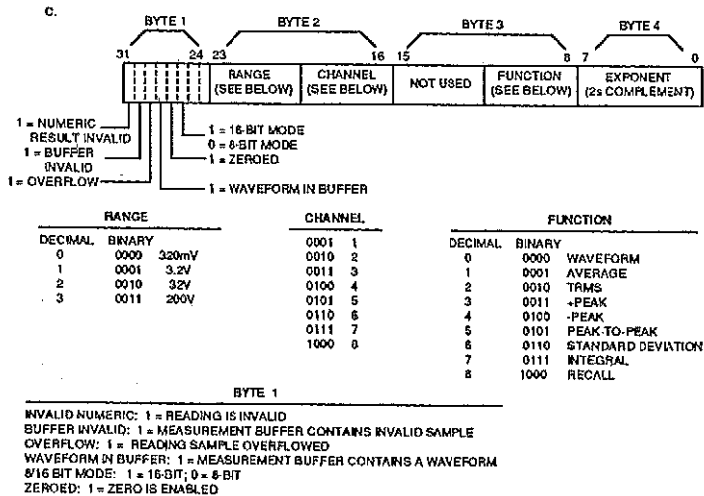 C.
BYTE 1 BYTE 2 BYTE 3 BYTE 4
31 24 23 16 15 8 7 0
RANGE
(SEE BELOW)
CHANNEL
(SEE BELOW)
NOT USED
FUNCTION
(SEE BELOW)
EXPONENT
(2s COMPLEMENT)
1 = NUMERIC
RESULT INVALID
1 = BUFFER
INVALID
1 = OVERFLOW
1 = 16-BIT MODE
0 = 8-BIT MODE
1 = ZEROED
1 = WAVEFORM IN BUFFER
RANGE
DECIMAL BINARY
0 0000 320mV
1 0001 3.2V
2 0010 32V
3 0011 200V
CHANNEL
0001 1
0010 2
0011 3
0100 4
0101 5
0110 6
0111 7
1000 8
FUNCTION
DECIMAL BINARY
0 0000 WAVEFORM
1 0001 AVERAGE
2 0010 TRMS
3 0011 +PEAK
4 0100 -PEAK
5 0101 PEAK-TO-PEAK
6 0110 STANDARD DEVIATION
7 0111 INTEGRAL
8 1000 RECALL
BYTE 1
INVALID NUMERIC: 1 = READING IS INVALID
BUFFER INVALID: 1 = MEASUREMENT BUFFER CONTAINS INVALID SAMPLE
OVERFLOW: 1 = READING SAMPLE OVERFLOWED
WAVEFORM IN BUFFER: 1 = MEASUREMENT BUFFER CONTAINS A WAVEFORM
8/16 BIT MODE: 1 = 16-BIT; 0 = 8-BIT
ZEROED: 1 = ZERO IS ENABLED